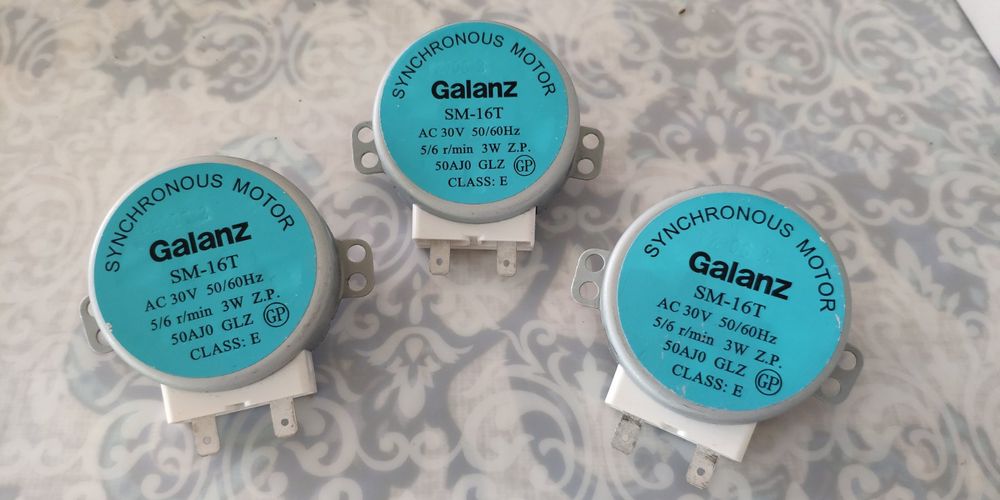 SYNCHRONOUS MOTOR
Galanz
SM-16T
AC 30V 50/60Hz
5/6 r/min 3W Z.P.
50AJ0 GLZ GP
CLASS: E
SYNCHRONOUS MOTOR
Galanz
SM-16T
AC 30V 50/60Hz
5/6 r/min 3W Z.P.
50AJ0 GLZ GP
CLASS: E
SYNCHRONOUS MOTOR
Galanz
SM-16T
AC 30V 50/60Hz
5/6 r/min 3W Z.P.
50AJ0 GLZ GP
CLASS: E